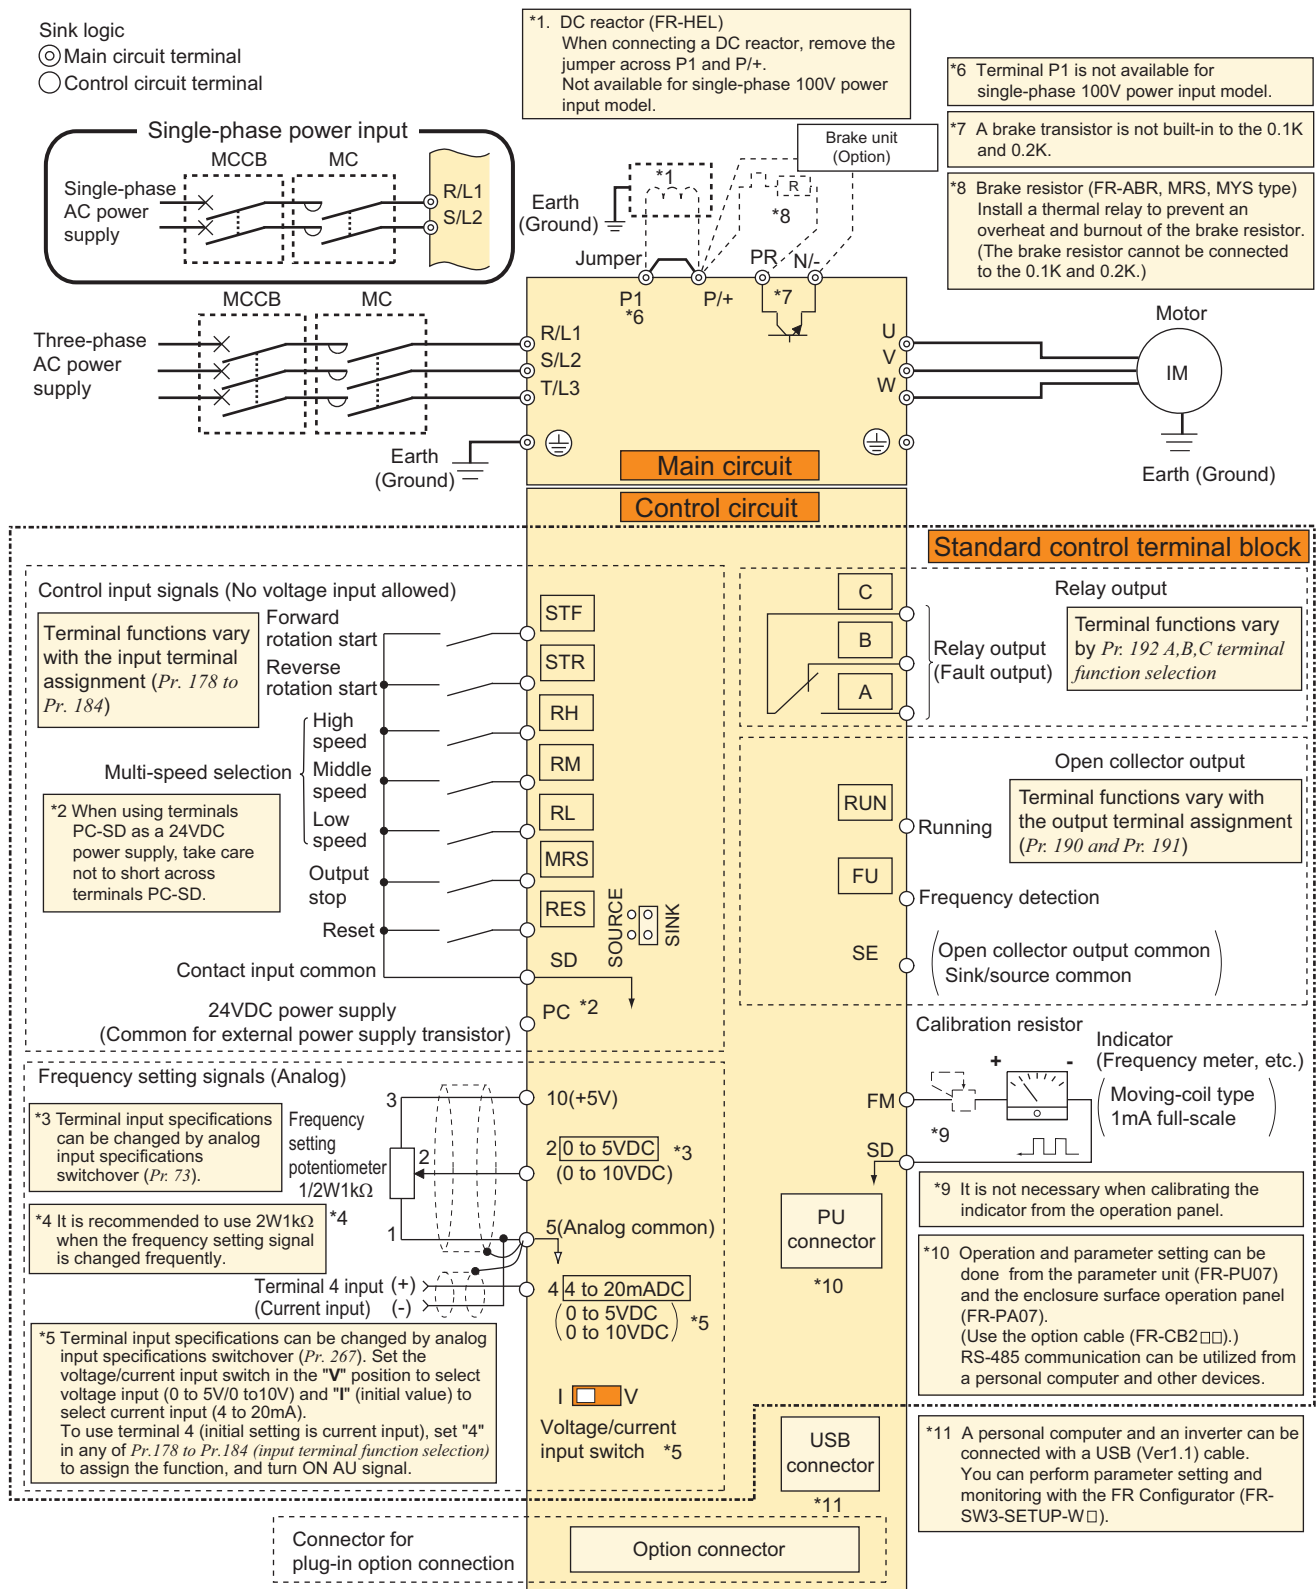 Sink logic
Main circuit terminal
Control circuit terminal
*1. DC reactor (FR-HEL)
When connecting a DC reactor, remove the
jumper across P1 and P/+.
Not available for single-phase 100V power
input model.
*6 Terminal P1 is not available for
single-phase 100V power input model.
*7 A brake transistor is not built-in to the 0.1K
and 0.2K.
*8 Brake resistor (FR-ABR, MRS, MYS type)
Install a thermal relay to prevent an
overheat and burnout of the brake resistor.
(The brake resistor cannot be connected
to the 0.1K and 0.2K.)
Single-phase power input
MCCB
MC
Single-phase
AC power
supply
R/L1
S/L2
Brake unit
(Option)
*1
R
*8
Earth
(Ground)
Jumper
PR
N/-
P1
*6
P/+
*7
MCCB
MC
Three-phase
AC power
supply
R/L1
S/L2
T/L3
U
V
W
Motor
IM
Earth
(Ground)
Earth (Ground)
Main circuit
Control circuit
Standard control terminal block
Control input signals (No voltage input allowed)
Terminal functions vary
with the input terminal
assignment (Pr. 178 to
Pr. 184)
Forward
rotation start
Reverse
rotation start
High
speed
Multi-speed selection
Middle
speed
Low
speed
Output
stop
Reset
Contact input common
24VDC power supply
(Common for external power supply transistor)
*2 When using terminals
PC-SD as a 24VDC
power supply, take care
not to short across
terminals PC-SD.
STF
STR
RH
RM
RL
MRS
RES
SD
PC *2
SOURCE
SINK
C
B
A
Relay output
Relay output
(Fault output)
Terminal functions vary
by Pr. 192 A,B,C terminal
function selection
Open collector output
RUN
Running
Terminal functions vary with
the output terminal assignment
(Pr. 190 and Pr. 191)
FU
Frequency detection
SE
Open collector output common
Sink/source common
Frequency setting signals (Analog)
*3 Terminal input specifications
can be changed by analog
input specifications
switchover (Pr. 73).
*4 It is recommended to use 2W1kΩ
when the frequency setting signal
is changed frequently.
Frequency
setting
potentiometer
1/2W1kΩ
*4
3
2
1
10(+5V)
2 0 to 5VDC *3
(0 to 10VDC)
5(Analog common)
Terminal 4 input (+)
(Current input) (-)
4 4 to 20mADC
0 to 5VDC
0 to 10VDC
*5
*5 Terminal input specifications can be changed by analog
input specifications switchover (Pr. 267). Set the
voltage/current input switch in the "V" position to select
voltage input (0 to 5V/0 to10V) and "I" (initial value) to
select current input (4 to 20mA).
To use terminal 4 (initial setting is current input), set "4"
in any of Pr.178 to Pr.184 (input terminal function selection)
to assign the function, and turn ON AU signal.
I
V
Voltage/current
input switch *5
Calibration resistor
Indicator
(Frequency meter, etc.)
+
-
FM
*9
Moving-coil type
1mA full-scale
SD
*9 It is not necessary when calibrating the
indicator from the operation panel.
PU
connector
*10
*10 Operation and parameter setting can be
done from the parameter unit (FR-PU07)
and the enclosure surface operation panel
(FR-PA07).
(Use the option cable (FR-CB2□□).)
RS-485 communication can be utilized from
a personal computer and other devices.
USB
connector
*11
*11 A personal computer and an inverter can be
connected with a USB (Ver1.1) cable.
You can perform parameter setting and
monitoring with the FR Configurator (FR-
SW3-SETUP-W□).
Connector for
plug-in option connection
Option connector